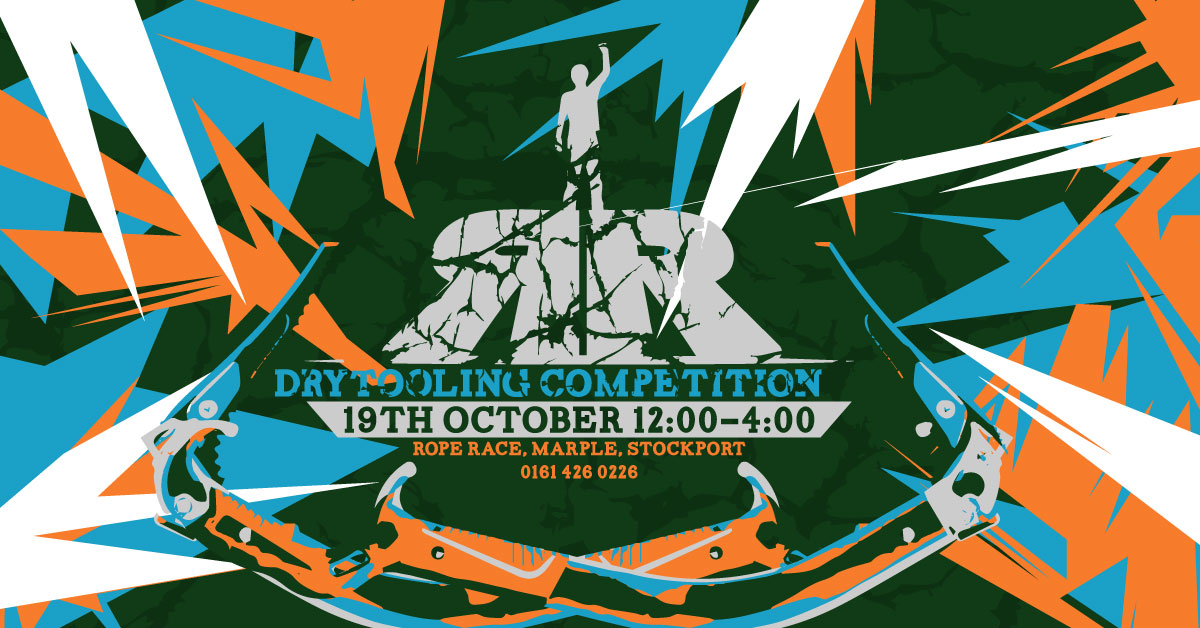 RR
DRYTOOLING COMPETITION
19TH OCTOBER 12:00-4:00
ROPE RACE, MARPLE, STOCKPORT
0161 426 0226